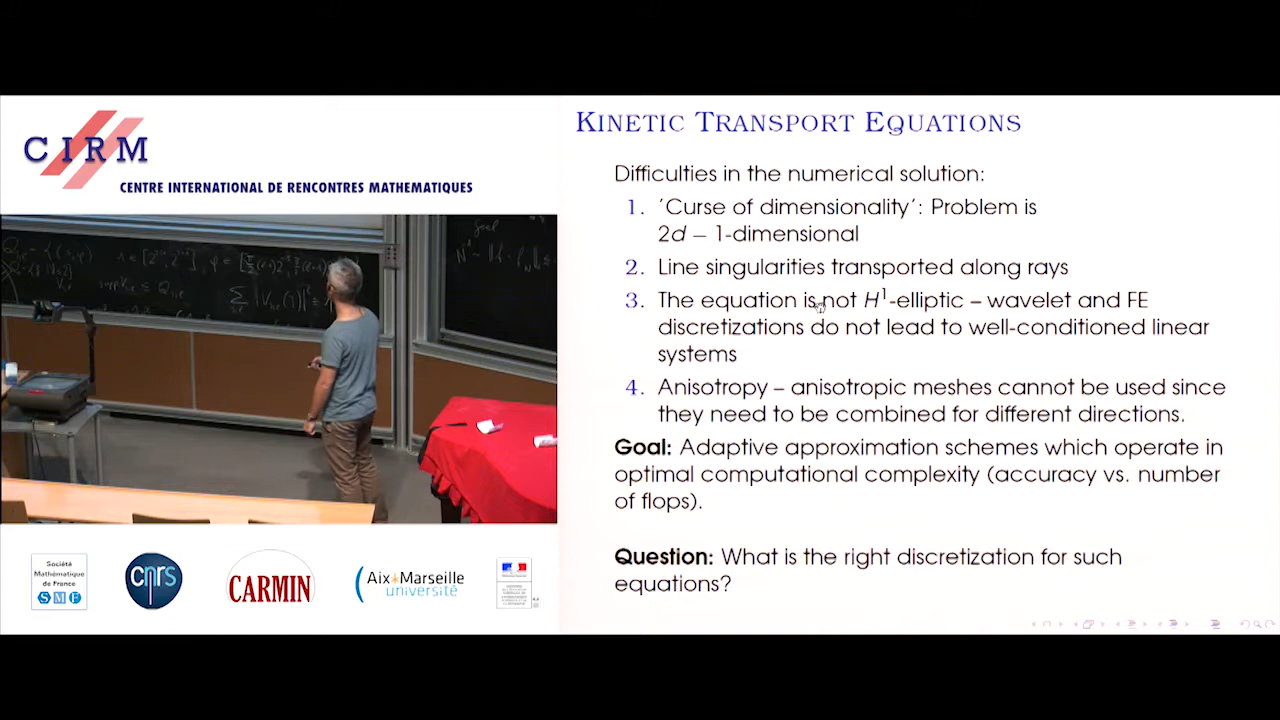 CIRM
CENTRE INTERNATIONAL DE RENCONTRES MATHEMATIQUES
Société
Mathématique
de France
SMF
cnrs
CARMIN
Aix*Marseille
université
KINETIC TRANSPORT EQUATIONS
Difficulties in the numerical solution:
1. 'Curse of dimensionality': Problem is
2d − 1-dimensional
2. Line singularities transported along rays
3. The equation is not H¹-elliptic – wavelet and FE
discretizations do not lead to well-conditioned linear
systems
4. Anisotropy – anisotropic meshes cannot be used since
they need to be combined for different directions.
Goal: Adaptive approximation schemes which operate in
optimal computational complexity (accuracy vs. number
of flops).
Question: What is the right discretization for such
equations?